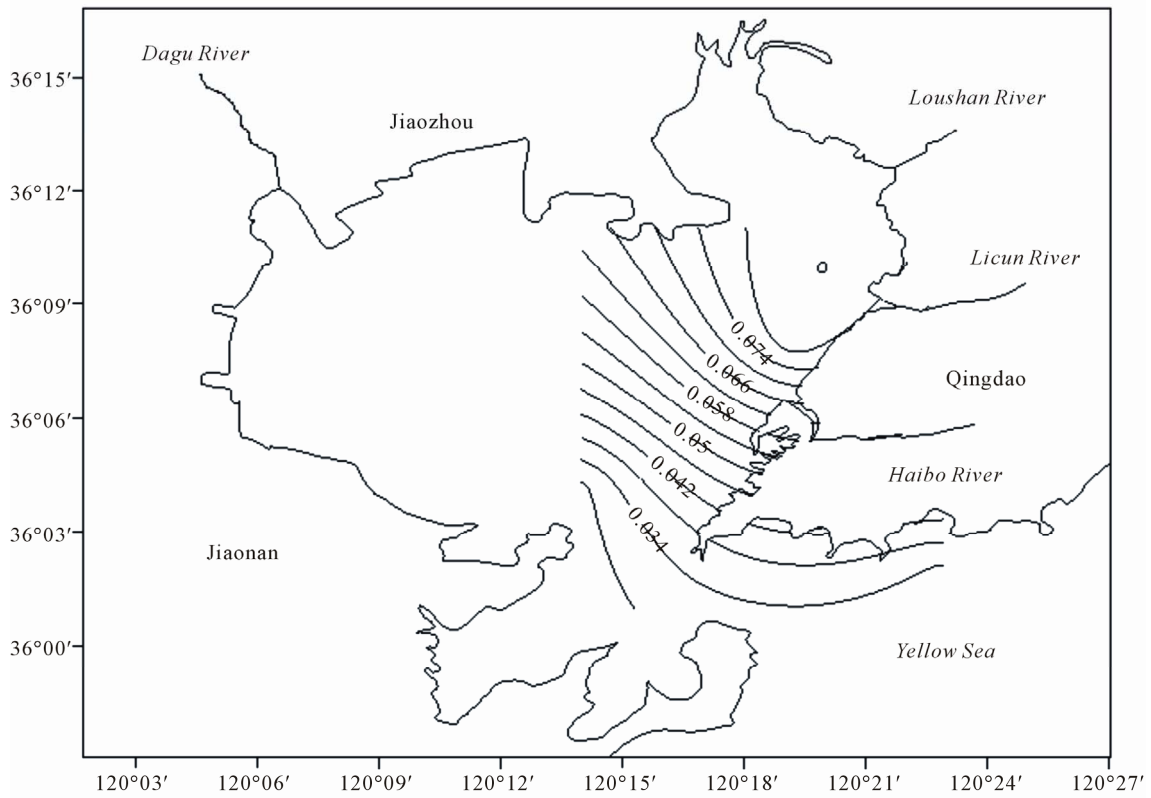 Dagu River
36°15′
Loushan River
Jiaozhou
36°12′
Licun River
36°09′
0.074
0.066
Qingdao
0.058
36°06′
0.05
0.042
Haibo River
0.034
36°03′
Jiaonan
36°00′
Yellow Sea
120°03′ 120°06′ 120°09′ 120°12′ 120°15′ 120°18′ 120°21′ 120°24′ 120°27′